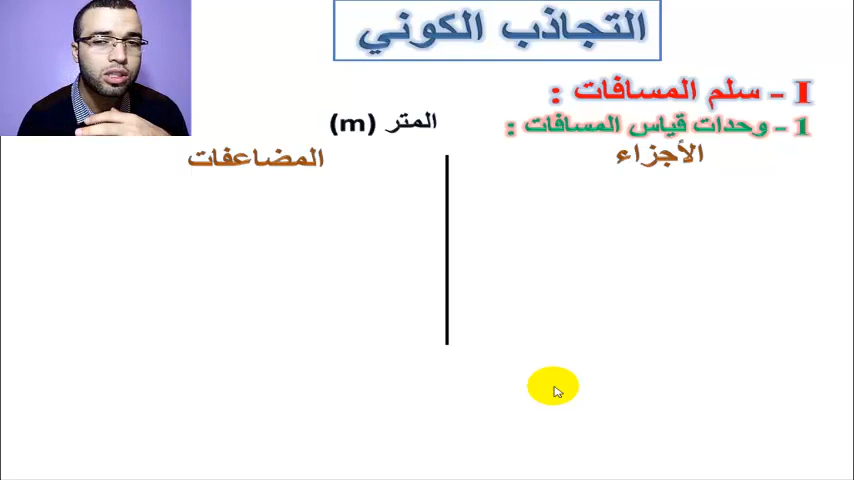 التجاذب الكوني
I - سلم المسافات :
1 - وحدات قياس المسافات :
المتر (m)
الأجزاء
المضاعفات